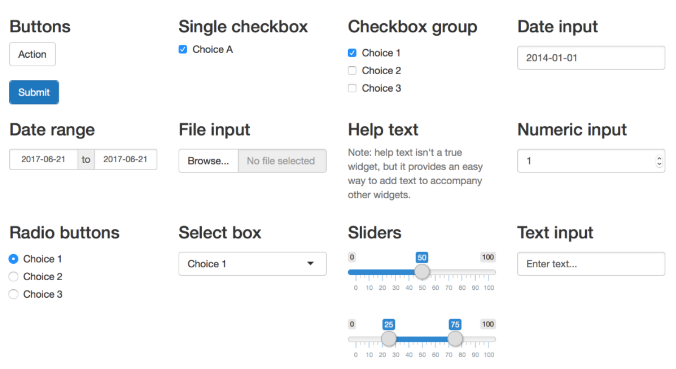 Buttons
Action
Submit
Single checkbox
Choice A
Checkbox group
Choice 1
Choice 2
Choice 3
Date input
2014-01-01
Date range
2017-06-21 to 2017-06-21
File input
Browse... No file selected
Help text
Note: help text isn't a true
widget, but it provides an easy
way to add text to accompany
other widgets.
Numeric input
1
Radio buttons
Choice 1
Choice 2
Choice 3
Select box
Choice 1
Sliders
0 50 100
0 10 20 30 40 50 60 70 80 90 100
0 25 75 100
0 10 20 30 40 50 60 70 80 90 100
Text input
Enter text...